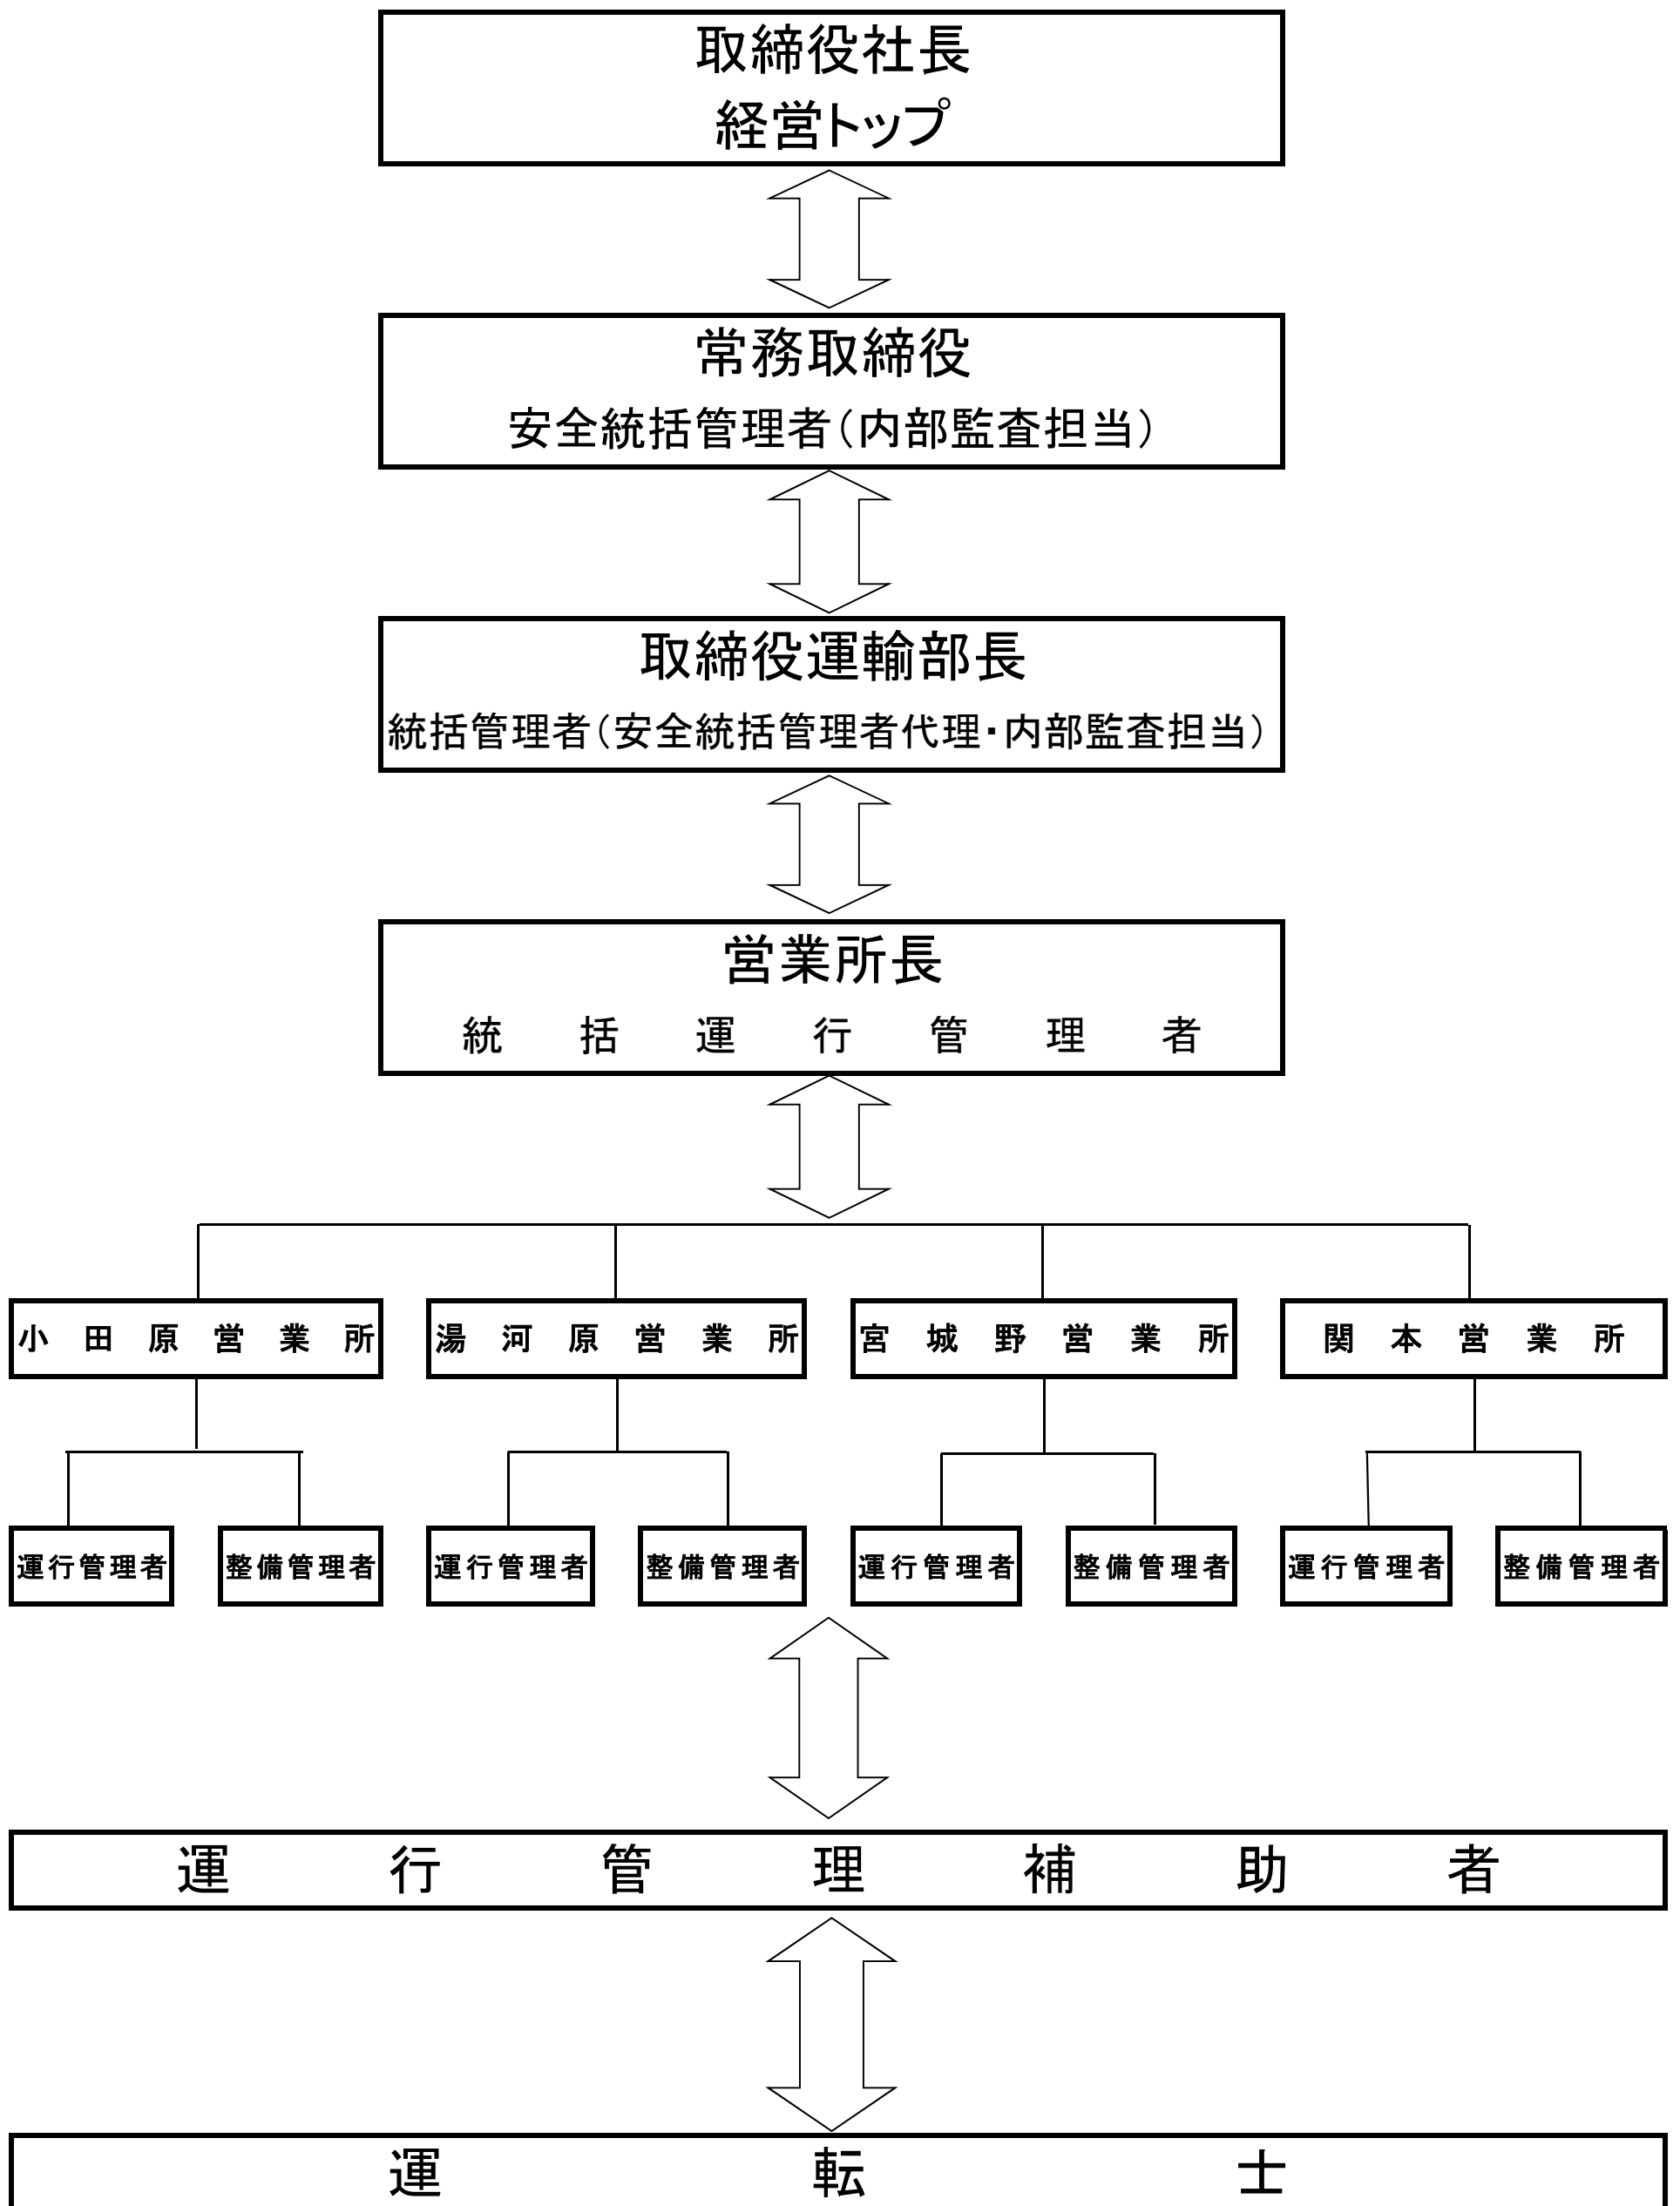 取締役社長
経営トップ
常務取締役
安全統括管理者（内部監査担当）
取締役運輸部長
統括管理者（安全統括管理者代理・内部監査担当）
営業所長
統括運行管理者
小田原営業所
湯河原営業所
宮城野営業所
関本営業所
運行管理者
整備管理者
運行管理者
整備管理者
運行管理者
整備管理者
運行管理者
整備管理者
運行管理補助者
運転士